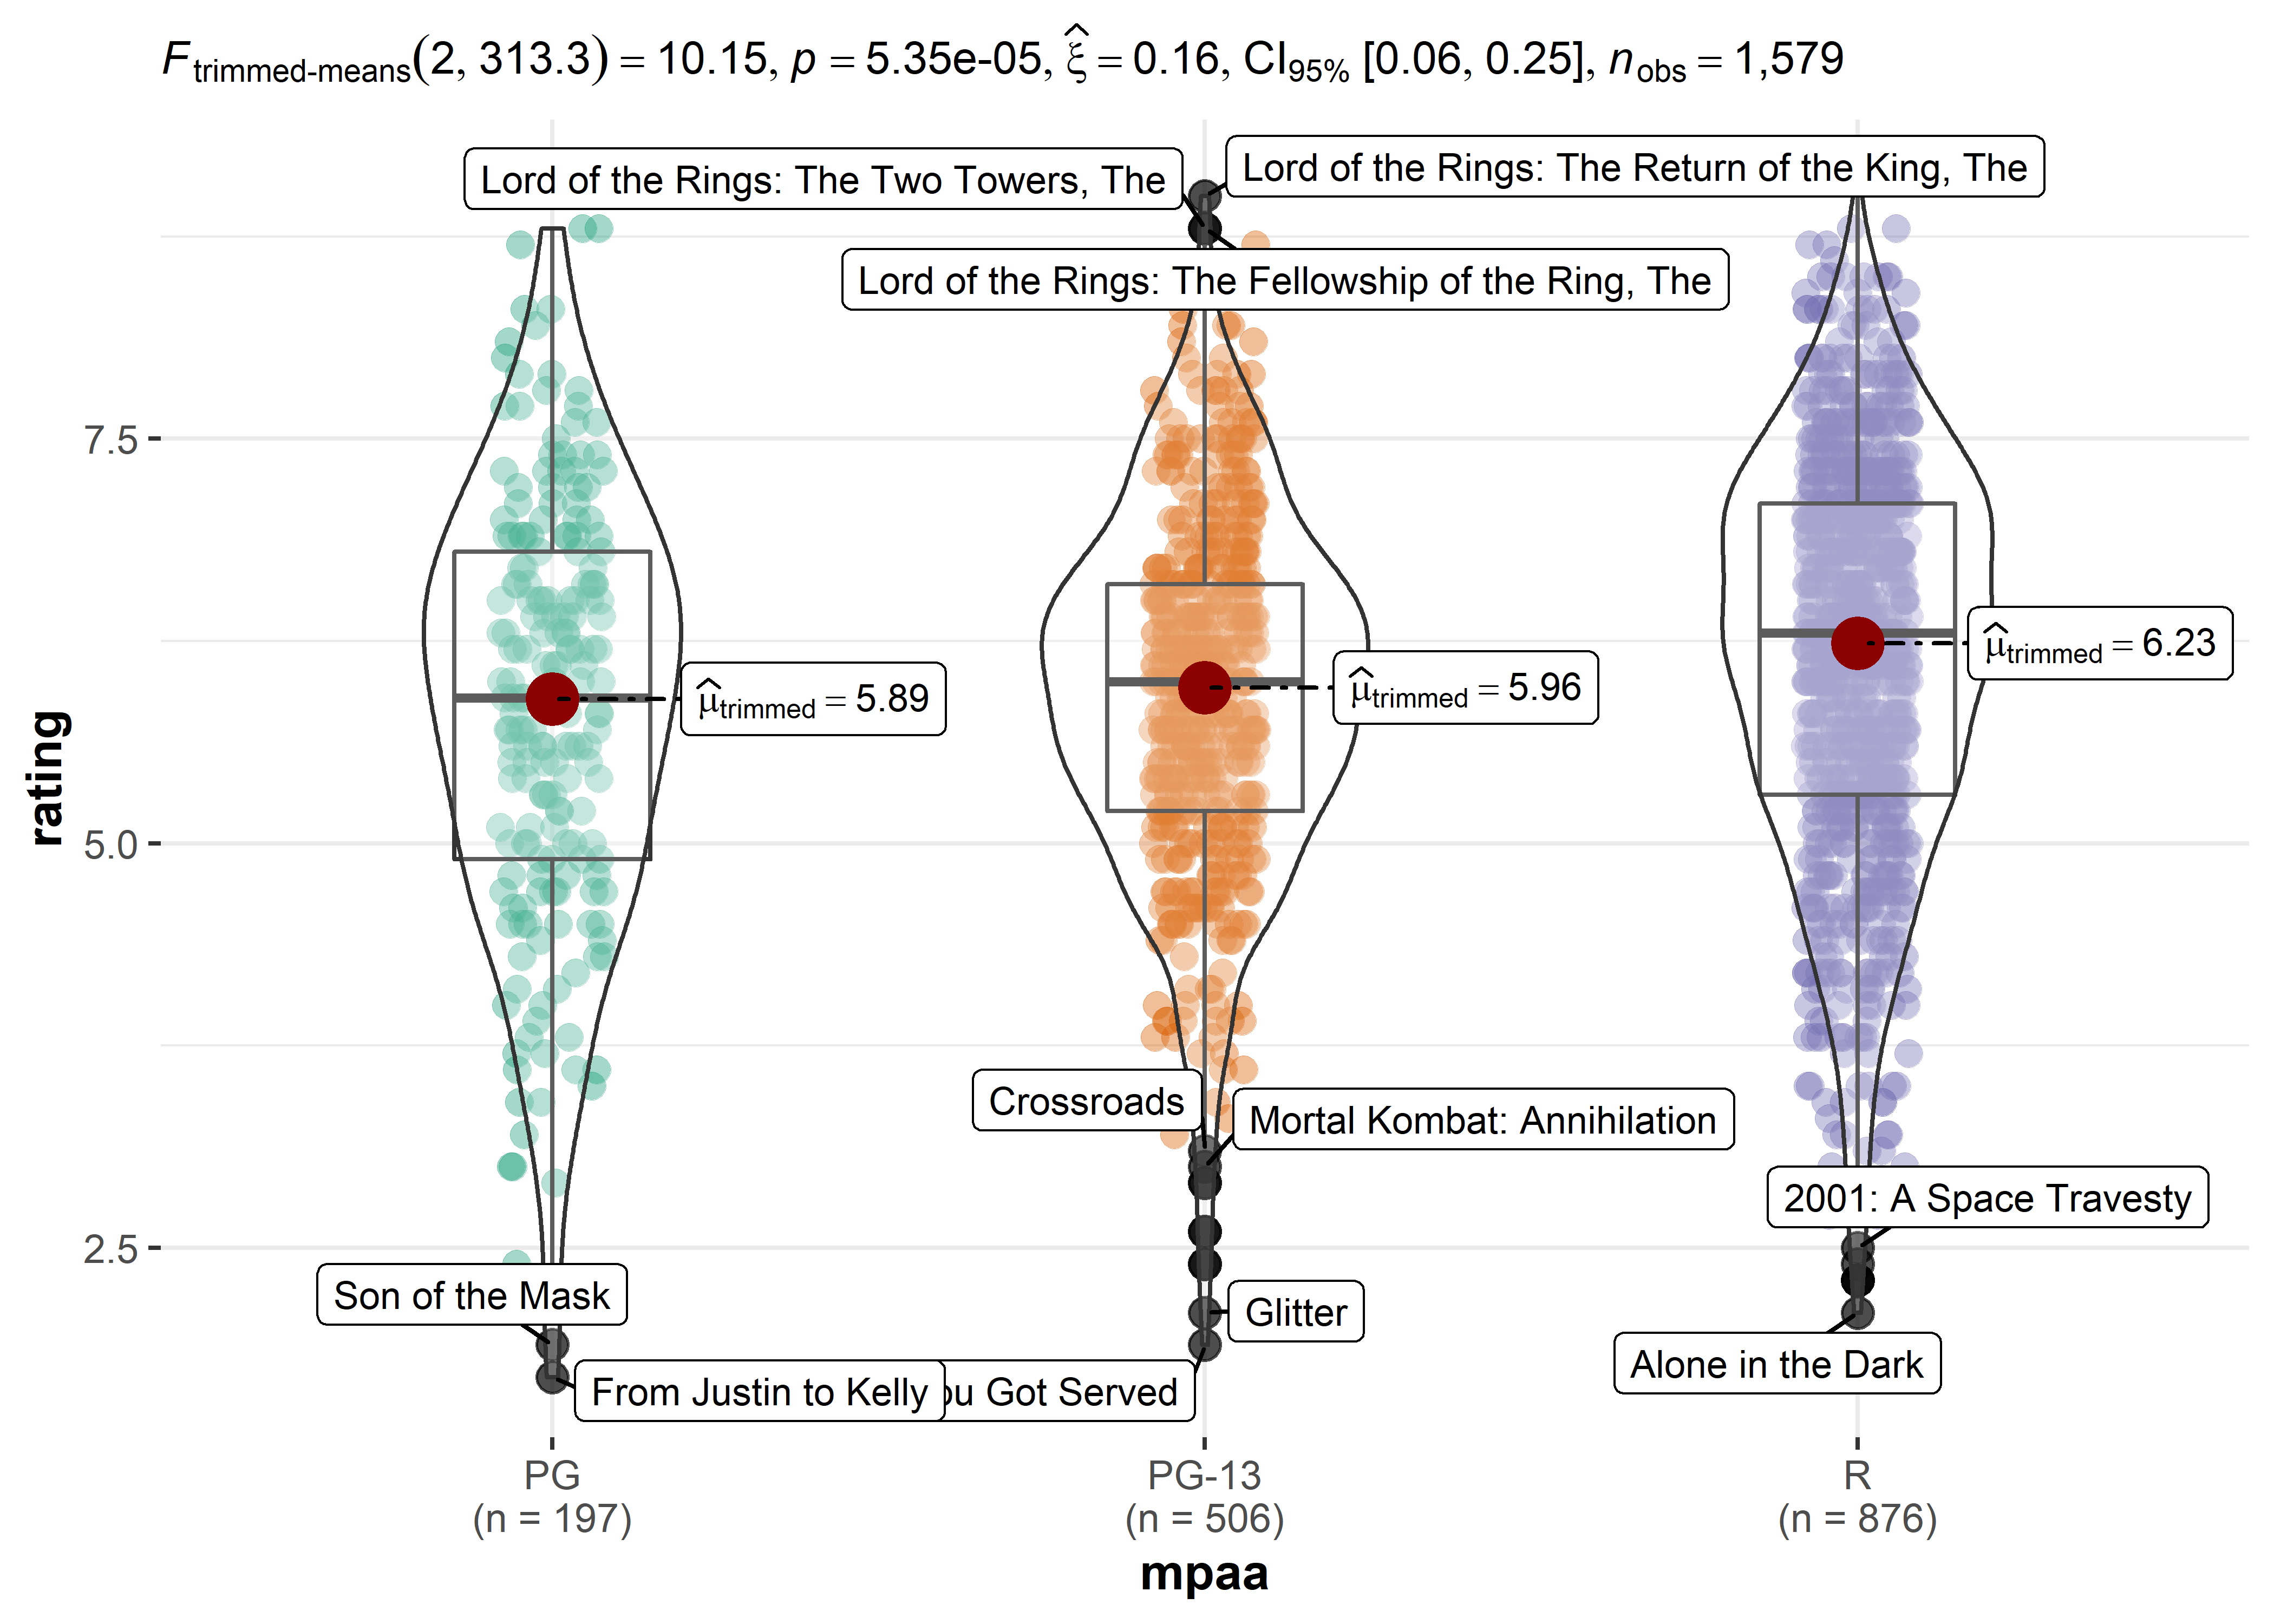 F trimmed-means(2, 313.3) = 10.15, p = 5.35e-05, ξ̂ = 0.16, CI95% [0.06, 0.25], nobs = 1,579
Lord of the Rings: The Return of the King, The
Lord of the Rings: The Two Towers, The
Lord of the Rings: The Fellowship of the Ring, The
7.5
μ̂trimmed = 6.23
μ̂trimmed = 5.96
μ̂trimmed = 5.89
rating
5.0
Crossroads
Mortal Kombat: Annihilation
2001: A Space Travesty
2.5
Son of the Mask
Glitter
Alone in the Dark
From Justin to Kelly
Got Served
PG
(n = 197)
PG-13
(n = 506)
R
(n = 876)
mpaa